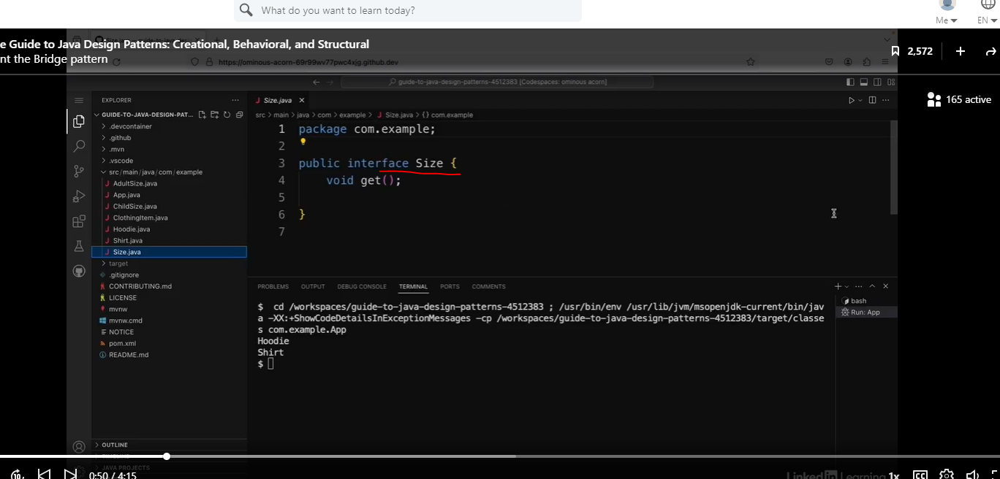 What do you want to learn today?
Me
EN
e Guide to Java Design Patterns: Creational, Behavioral, and Structural
nt the Bridge pattern
2,572
https://ominous-acorn-69r99wv77pwc4xjg.github.dev
guide-to-java-design-patterns-4512383 [Codespaces: ominous acorn]
165 active
EXPLORER
GUIDE-TO-JAVA-DESIGN-PAT...
.devcontainer
.github
.mvn
.vscode
src/main/java/com/example
AdultSize.java
App.java
ChildSize.java
ClothingItem.java
Hoodie.java
Shirt.java
Size.java
target
.gitignore
CONTRIBUTING.md
LICENSE
mvnw
mvnw.cmd
NOTICE
pom.xml
README.md
OUTLINE
TIMELINE
JAVA PROJECTS
Size.java
src > main > java > com > example > Size.java > {} com.example
1 package com.example;
2
3 public interface Size {
4 void get();
5
6 }
7
PROBLEMS OUTPUT DEBUG CONSOLE TERMINAL PORTS COMMENTS
$ cd /workspaces/guide-to-java-design-patterns-4512383 ; /usr/bin/env /usr/lib/jvm/msopenjdk-current/bin/jav
a -XX:+ShowCodeDetailsInExceptionMessages -cp /workspaces/guide-to-java-design-patterns-4512383/target/classe
s com.example.App
Hoodie
Shirt
$
bash
Run: App
10
0:50 / 4:15
LinkedIn Learning
1x
CC